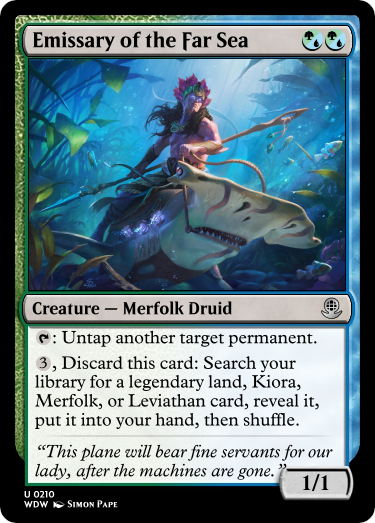 Emissary of the Far Sea
Creature — Merfolk Druid
: Untap another target permanent.
3, Discard this card: Search your
library for a legendary land, Kiora,
Merfolk, or Leviathan card, reveal it,
put it into your hand, then shuffle.
“This plane will bear fine servants for our
lady, after the machines are gone.”
1/1
U 0210
WDW Simon Pape